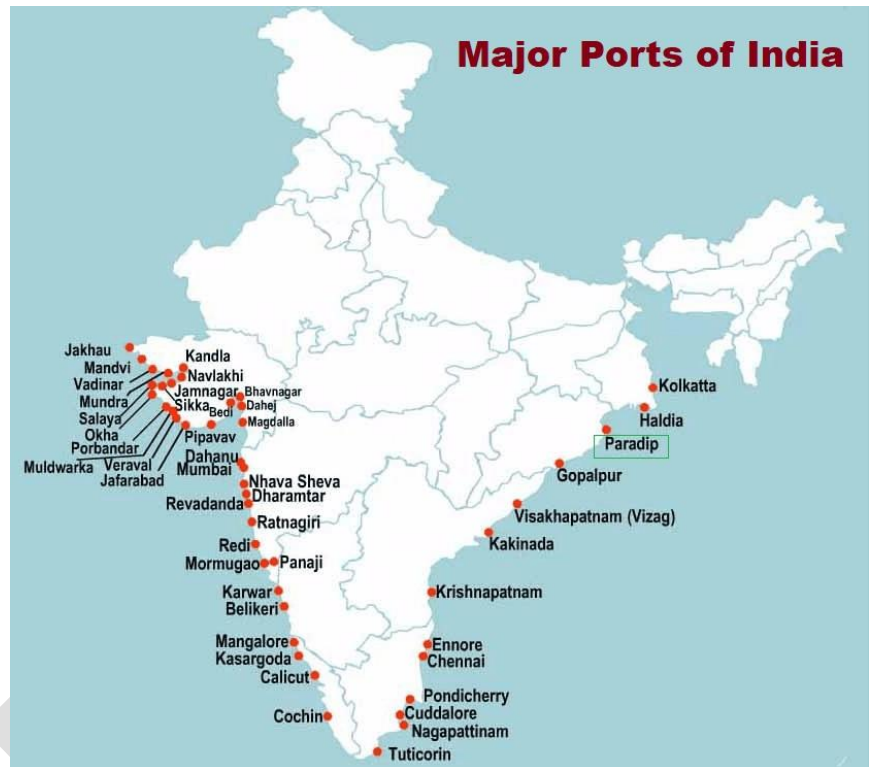 Major Ports of India
Jakhau
Kandla
Mandvi
Navlakhi
Vadinar
Jamnagar
Bhavnagar
Mundra
Sikka
Bedi
Dahej
Salaya
Magdalla
Okha
Pipavav
Porbandar
Muldwarka
Veraval
Jafarabad
Dahanu
Mumbai
Nhava Sheva
Dharamtar
Revadanda
Ratnagiri
Redi
Mormugao
Panaji
Karwar
Belikeri
Mangalore
Kasargoda
Calicut
Cochin
Kolkatta
Haldia
Paradip
Gopalpur
Visakhapatnam (Vizag)
Kakinada
Krishnapatnam
Ennore
Chennai
Pondicherry
Cuddalore
Nagapattinam
Tuticorin